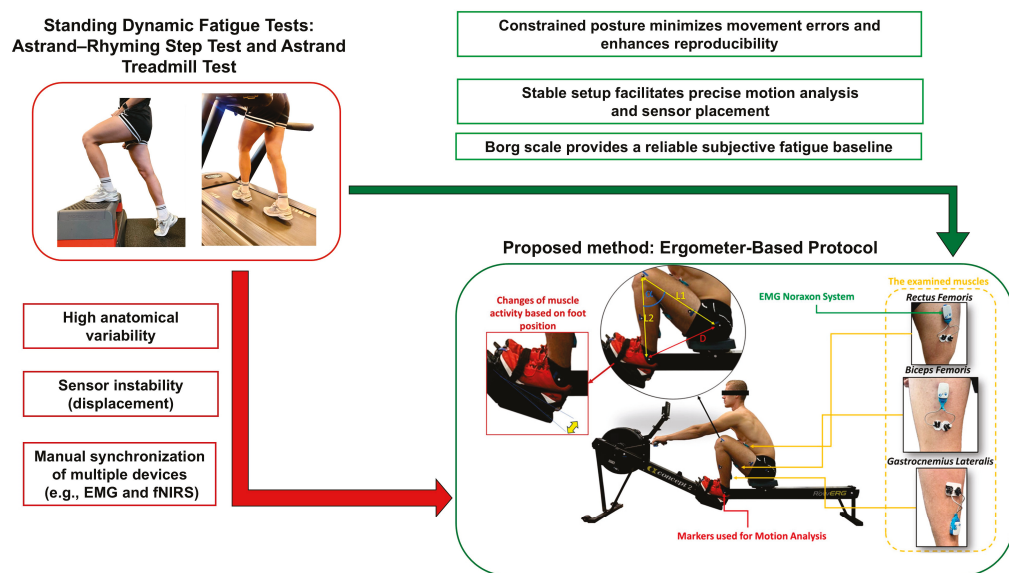 Standing Dynamic Fatigue Tests:
Astrand–Rhyming Step Test and Astrand
Treadmill Test
Constrained posture minimizes movement errors and
enhances reproducibility
Stable setup facilitates precise motion analysis
and sensor placement
Borg scale provides a reliable subjective fatigue baseline
High anatomical
variability
Sensor instability
(displacement)
Manual synchronization
of multiple devices
(e.g., EMG and fNIRS)
Proposed method: Ergometer-Based Protocol
Changes of muscle
activity based on foot
position
L1
L2
D
EMG Noraxon System
The examined muscles
Rectus Femoris
Biceps Femoris
Gastrocnemius Lateralis
concept 2
RowERG
Markers used for Motion Analysis